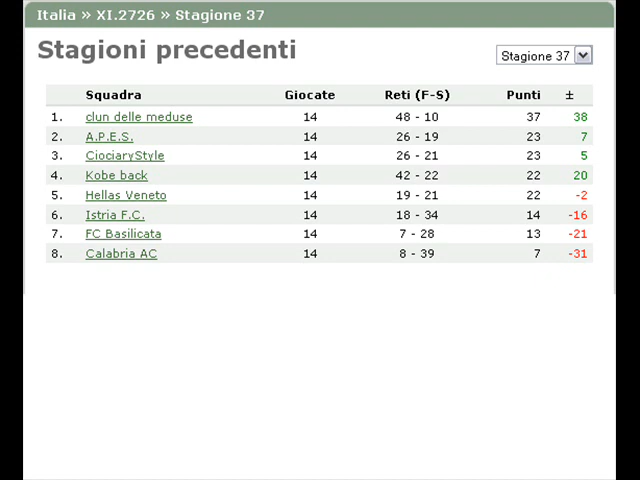 Italia » XI.2726 » Stagione 37
Stagioni precedenti
Stagione 37
Squadra Giocate Reti (F-S) Punti ±
1. clun delle meduse 14 48 - 10 37 38
2. A.P.E.S. 14 26 - 19 23 7
3. CiociaryStyle 14 26 - 21 23 5
4. Kobe back 14 42 - 22 22 20
5. Hellas Veneto 14 19 - 21 22 -2
6. Istria F.C. 14 18 - 34 14 -16
7. FC Basilicata 14 7 - 28 13 -21
8. Calabria AC 14 8 - 39 7 -31